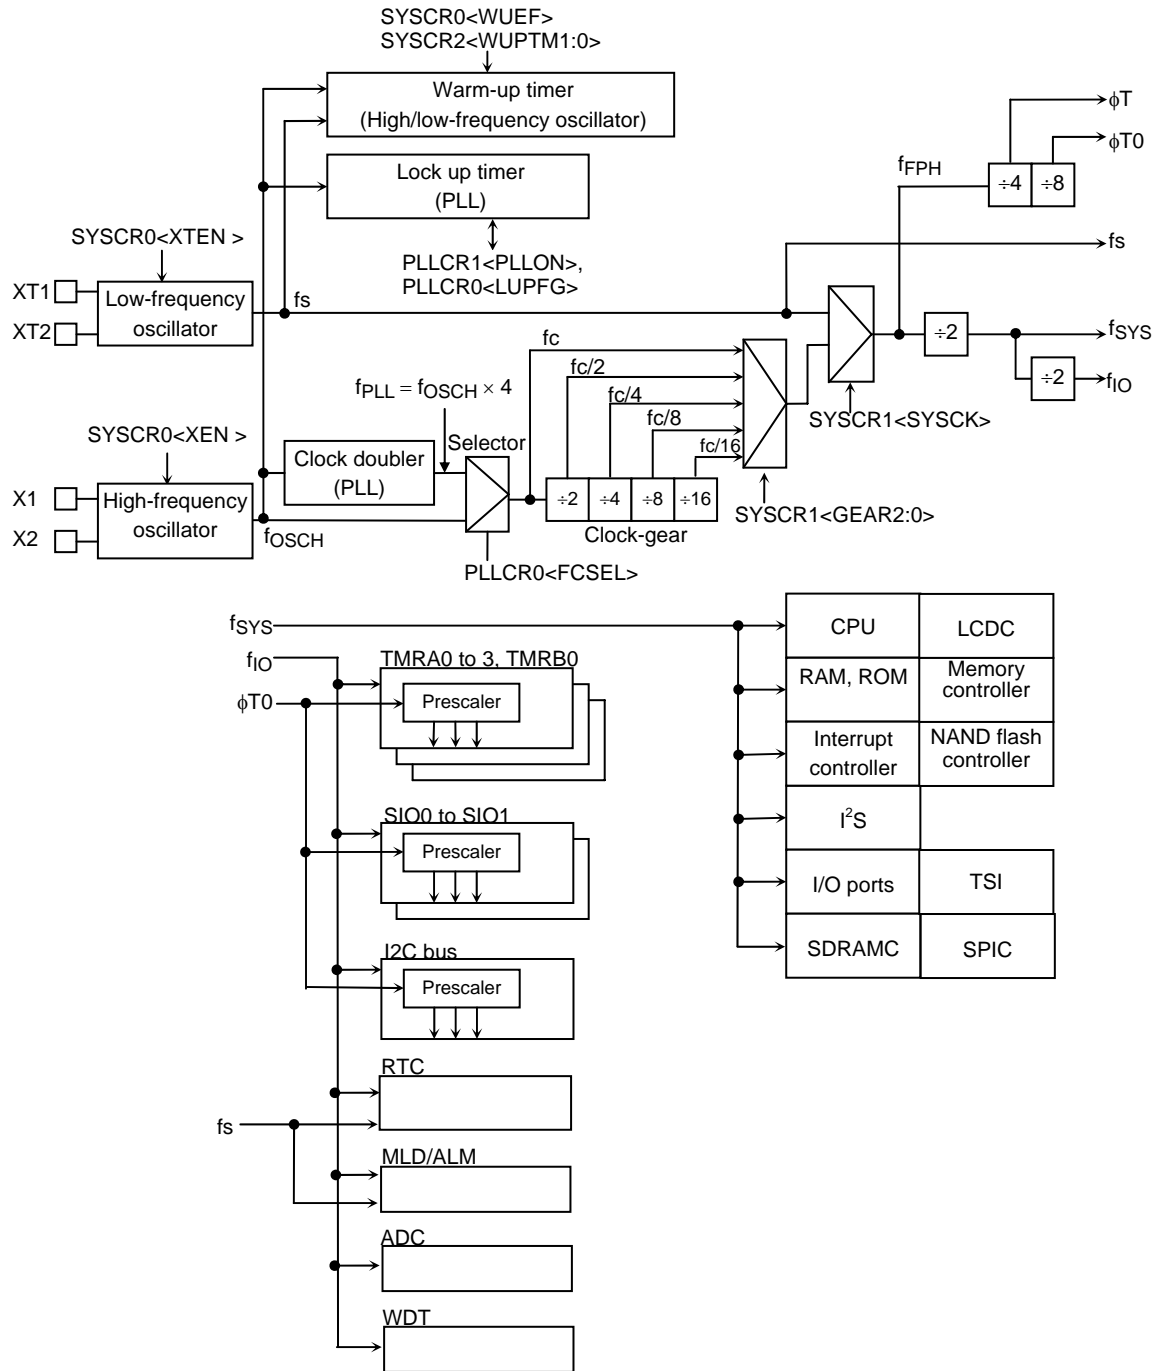 SYSCR0<WUEF>
SYSCR2<WUPTM1:0>
Warm-up timer
(High/low-frequency oscillator)
Lock up timer
(PLL)
PLLCR1<PLLON>,
PLLCR0<LUPFG>
ϕT
ϕT0
fFPH
÷4
÷8
SYSCR0<XTEN >
XT1
XT2
Low-frequency
oscillator
fs
fs
fSYS
÷2
÷2
fIO
SYSCR1<SYSCK>
fc
fc/2
fc/4
fc/8
fc/16
fPLL = fOSCH × 4
SYSCR0<XEN >
Selector
Clock doubler
(PLL)
X1
X2
High-frequency
oscillator
fOSCH
÷2
÷4
÷8
÷16
Clock-gear
SYSCR1<GEAR2:0>
PLLCR0<FCSEL>
fSYS
fIO
ϕT0
TMRA0 to 3, TMRB0
Prescaler
SIO0 to SIO1
Prescaler
I2C bus
Prescaler
RTC
fs
MLD/ALM
ADC
WDT
CPU
LCDC
RAM, ROM
Memory
controller
Interrupt
controller
NAND flash
controller
I²S
I/O ports
TSI
SDRAMC
SPIC